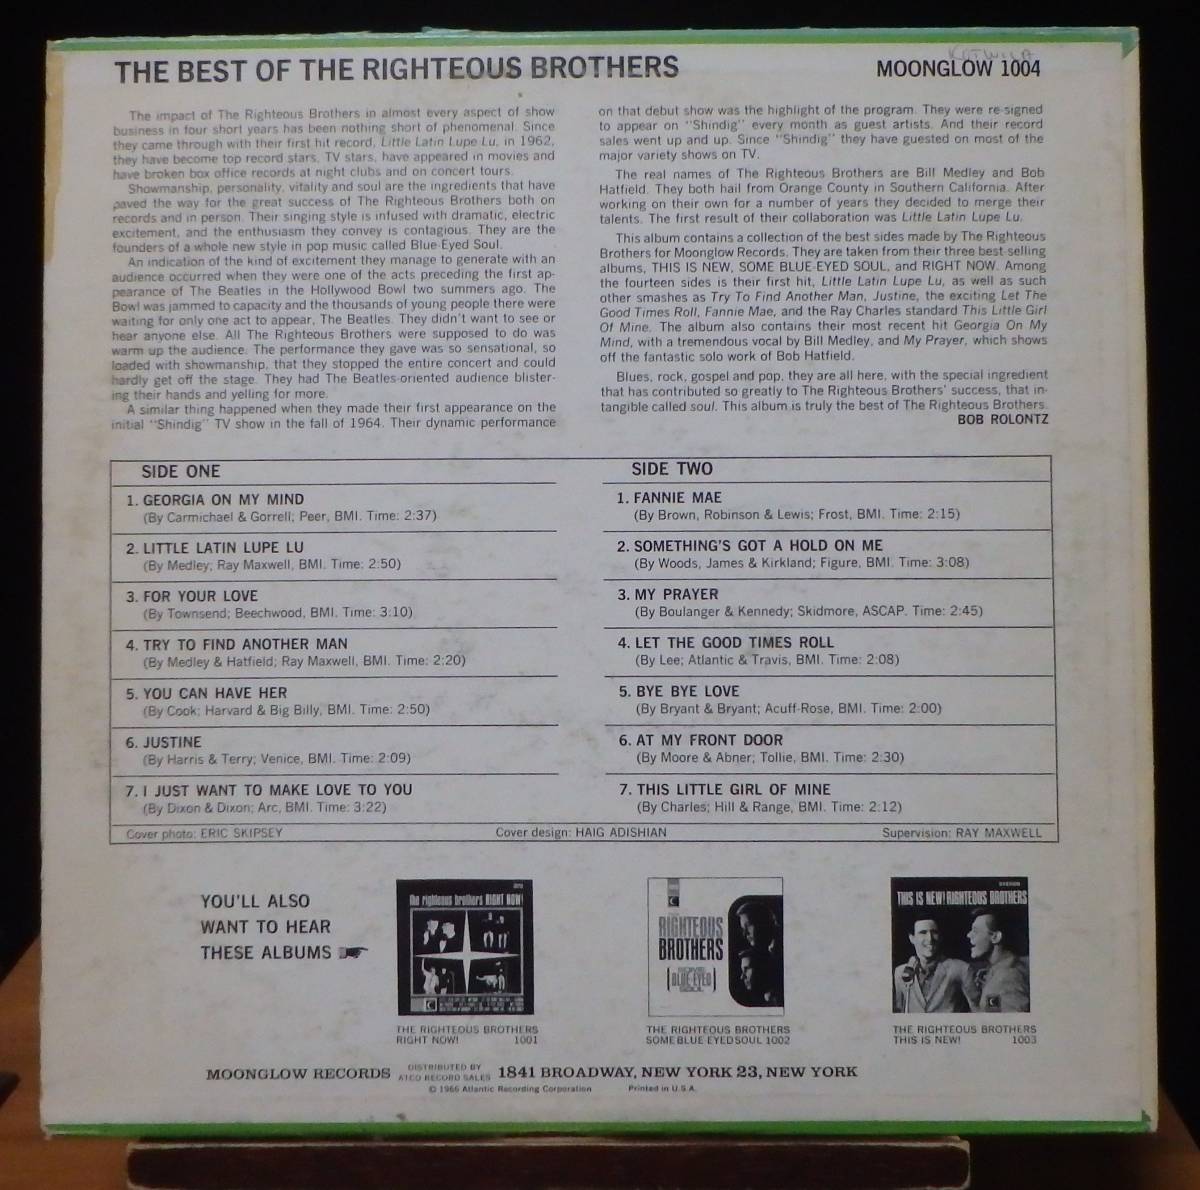 THE BEST OF THE RIGHTEOUS BROTHERS
MOONGLOW 1004
The impact of The Righteous Brothers in almost every aspect of show
business in four short years has been nothing short of phenomenal. Since
they came through with their first hit record, Little Latin Lupe Lu, in 1962,
they have become top record stars, TV stars, have appeared in movies and
have broken box office records at night clubs and on concert tours.
Showmanship, personality, vitality and soul are the ingredients that have
paved the way for the great success of The Righteous Brothers both on
records and in person. Their singing style is infused with dramatic, electric
excitement, and the enthusiasm they convey is contagious. They are the
founders of a whole new style in pop music called Blue-Eyed Soul.
An indication of the kind of excitement they manage to generate with an
audience occurred when they were one of the acts preceding the first ap-
pearance of The Beatles in the Hollywood Bowl two summers ago. The
Bowl was jammed to capacity and the thousands of young people there were
waiting for only one act to appear, The Beatles. They didn't want to see or
hear anyone else. All The Righteous Brothers were supposed to do was
warm up the audience. The performance they gave was so sensational, so
loaded with showmanship, that they stopped the entire concert and could
hardly get off the stage. They had The Beatles-oriented audience blister-
ing their hands and yelling for more.
A similar thing happened when they made their first appearance on the
initial "Shindig" TV show in the fall of 1964. Their dynamic performance
on that debut show was the highlight of the program. They were re-signed
to appear on "Shindig" every month as guest artists. And their record
sales went up and up. Since "Shindig" they have guested on most of the
major variety shows on TV.
The real names of The Righteous Brothers are Bill Medley and Bob
Hatfield. They both hail from Orange County in Southern California. After
working on their own for a number of years they decided to merge their
talents. The first result of their collaboration was Little Latin Lupe Lu.
This album contains a collection of the best sides made by The Righteous
Brothers for Moonglow Records. They are taken from their three best-selling
albums, THIS IS NEW, SOME BLUE-EYED SOUL, and RIGHT NOW. Among
the fourteen sides is their first hit, Little Latin Lupe Lu, as well as such
other smashes as Try To Find Another Man, Justine, the exciting Let The
Good Times Roll, Fannie Mae, and the Ray Charles standard This Little Girl
Of Mine. The album also contains their most recent hit Georgia On My
Mind, with a tremendous vocal by Bill Medley, and My Prayer, which shows
off the fantastic solo work of Bob Hatfield.
Blues, rock, gospel and pop, they are all here, with the special ingredient
that has contributed so greatly to The Righteous Brothers' success, that in-
tangible called soul. This album is truly the best of The Righteous Brothers.
BOB ROLONTZ
SIDE ONE
1. GEORGIA ON MY MIND
(By Carmichael & Gorrell; Peer, BMI. Time: 2:37)
2. LITTLE LATIN LUPE LU
(By Medley; Ray Maxwell, BMI. Time: 2:50)
3. FOR YOUR LOVE
(By Townsend; Beechwood, BMI. Time: 3:10)
4. TRY TO FIND ANOTHER MAN
(By Medley & Hatfield; Ray Maxwell, BMI. Time: 2:20)
5. YOU CAN HAVE HER
(By Cook; Harvard & Big Billy, BMI. Time: 2:50)
6. JUSTINE
(By Harris & Terry; Venice, BMI. Time: 2:09)
7. I JUST WANT TO MAKE LOVE TO YOU
(By Dixon & Dixon; Arc, BMI. Time: 3:22)
SIDE TWO
1. FANNIE MAE
(By Brown, Robinson & Lewis; Frost, BMI. Time: 2:15)
2. SOMETHING'S GOT A HOLD ON ME
(By Woods, James & Kirkland; Figure, BMI. Time: 3:08)
3. MY PRAYER
(By Boulanger & Kennedy; Skidmore, ASCAP. Time: 2:45)
4. LET THE GOOD TIMES ROLL
(By Lee; Atlantic & Travis, BMI. Time: 2:08)
5. BYE BYE LOVE
(By Bryant & Bryant; Acuff-Rose, BMI. Time: 2:00)
6. AT MY FRONT DOOR
(By Moore & Abner; Tollie, BMI. Time: 2:30)
7. THIS LITTLE GIRL OF MINE
(By Charles; Hill & Range, BMI. Time: 2:12)
Cover photo: ERIC SKIPSEY
Cover design: HAIG ADISHIAN
Supervision: RAY MAXWELL
YOU'LL ALSO
WANT TO HEAR
THESE ALBUMS
the righteous brothers RIGHT NOW!
THE RIGHTEOUS BROTHERS
RIGHT NOW! 1001
RIGHTEOUS
BROTHERS
SOME
BLUE-EYED
SOUL
THE RIGHTEOUS BROTHERS
SOME BLUE EYED SOUL 1002
STEREO
THIS IS NEW! RIGHTEOUS BROTHERS
THE RIGHTEOUS BROTHERS
THIS IS NEW! 1003
MOONGLOW RECORDS DISTRIBUTED BY
ATCO RECORD SALES 1841 BROADWAY, NEW YORK 23, NEW YORK
© 1966 Atlantic Recording Corporation Printed in U.S.A.